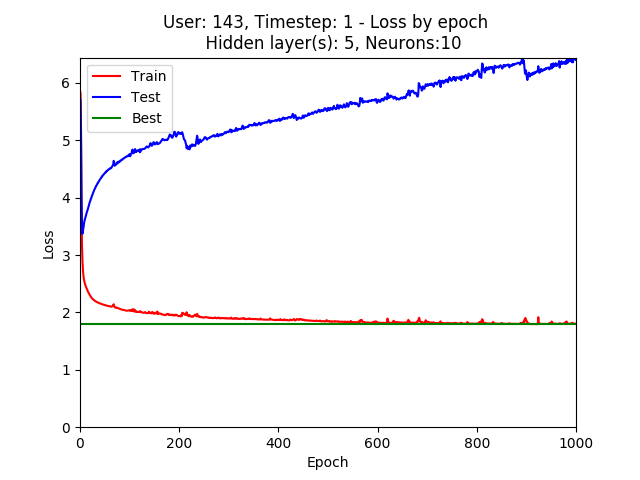 User: 143, Timestep: 1 - Loss by epoch
Hidden layer(s): 5, Neurons:10
Train
Test
Best
6
5
4
3
2
1
0
Loss
0 200 400 600 800 1000
Epoch